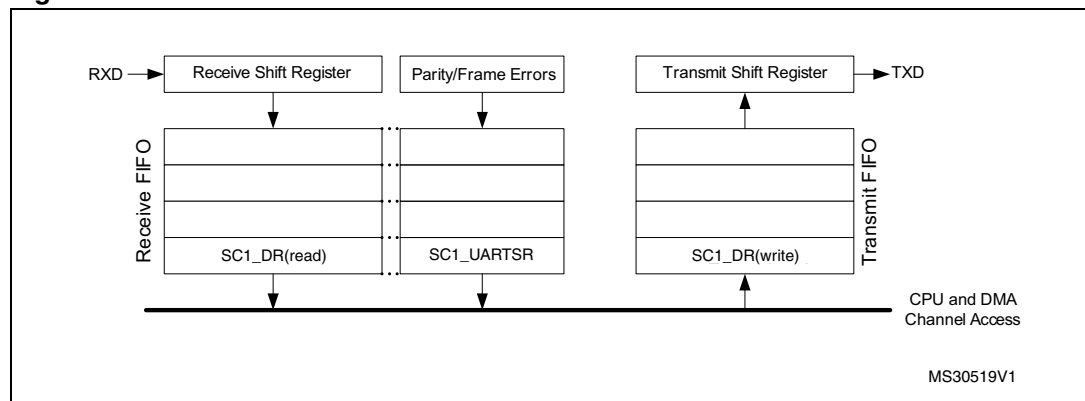 RXD
Receive Shift Register
Parity/Frame Errors
Transmit Shift Register
TXD
Receive FIFO
Transmit FIFO
SC1_DR(read)
SC1_UARTSR
SC1_DR(write)
CPU and DMA
Channel Access
MS30519V1